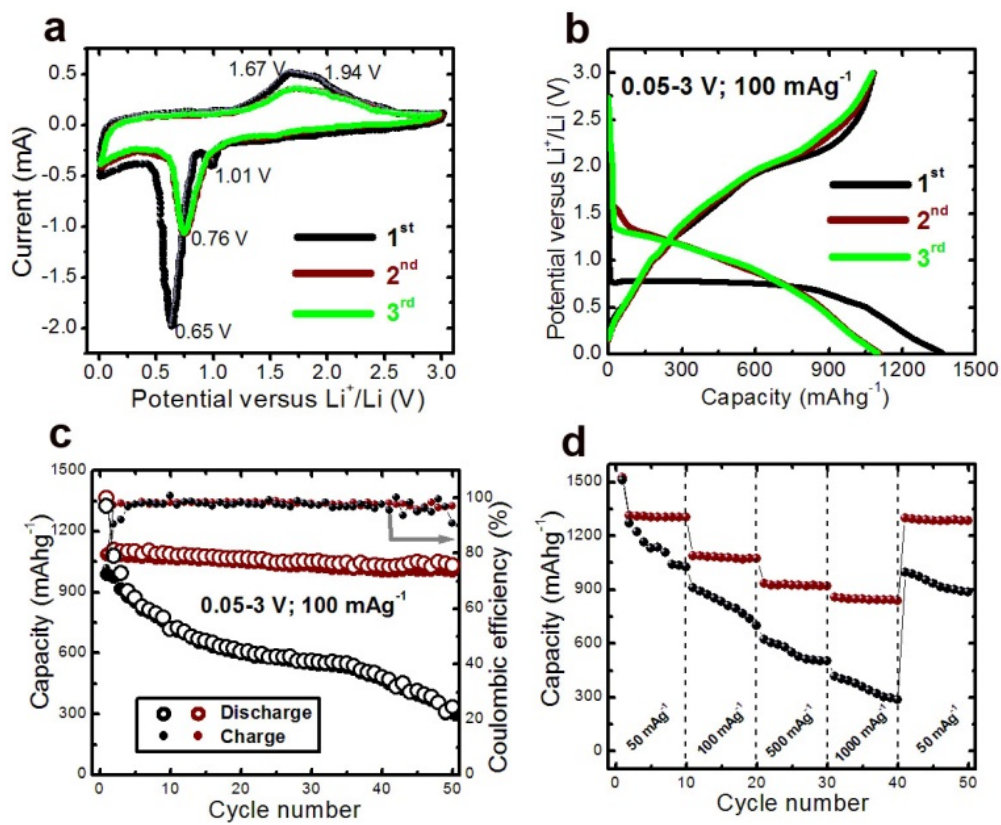 a
1.67 V
1.94 V
1.01 V
0.76 V
0.65 V
1st
2nd
3rd
0.5
0.0
-0.5
-1.0
-1.5
-2.0
Current (mA)
0.0 0.5 1.0 1.5 2.0 2.5 3.0
Potential versus Li+/Li (V)
b
0.05-3 V; 100 mAg-1
1st
2nd
3rd
3.0
2.5
2.0
1.5
1.0
0.5
0.0
Potential versus Li+/Li (V)
0 300 600 900 1200 1500
Capacity (mAhg-1)
c
0.05-3 V; 100 mAg-1
Discharge
Charge
1500
1300
1100
900
600
300
0
Capacity (mAhg-1)
100
80
60
40
20
0
Coulombic efficiency (%)
0 10 20 30 40 50
Cycle number
d
1500
1200
900
600
300
0
Capacity (mAhg-1)
50 mAg-1
100 mAg-1
500 mAg-1
1000 mAg-1
50 mAg-1
0 10 20 30 40 50
Cycle number